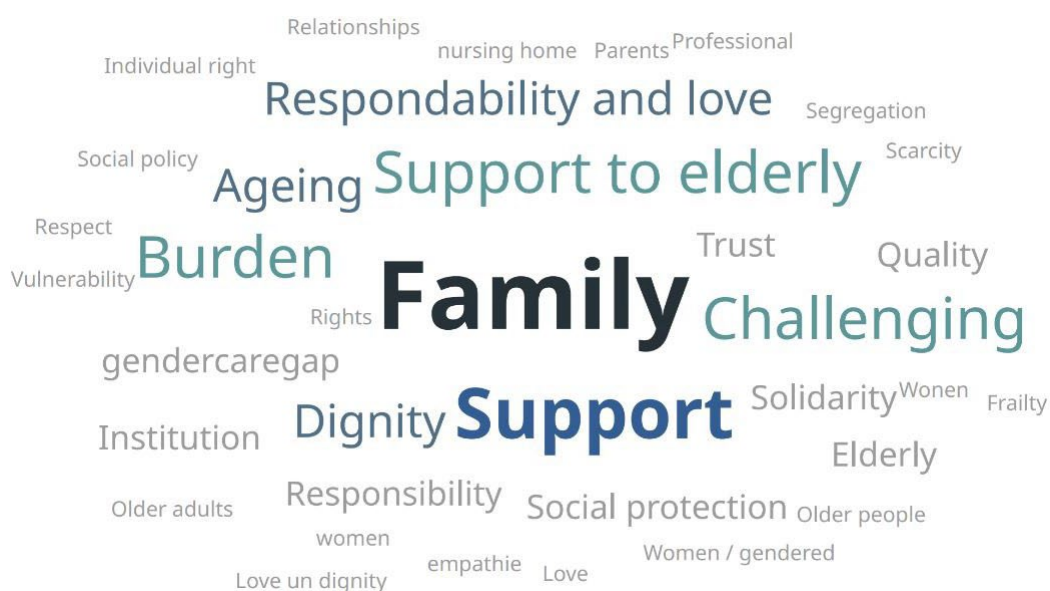 Relationships
nursing home
Parents
Professional
Individual right
Respondability and love
Segregation
Social policy
Ageing
Support to elderly
Scarcity
Respect
Burden
Trust
Quality
Vulnerability
Family
Rights
Challenging
gendercaregap
Dignity
Support
Solidarity
Wonen
Frailty
Institution
Elderly
Responsibility
Social protection
Older adults
Older people
women
empathie
Women / gendered
Love un dignity
Love